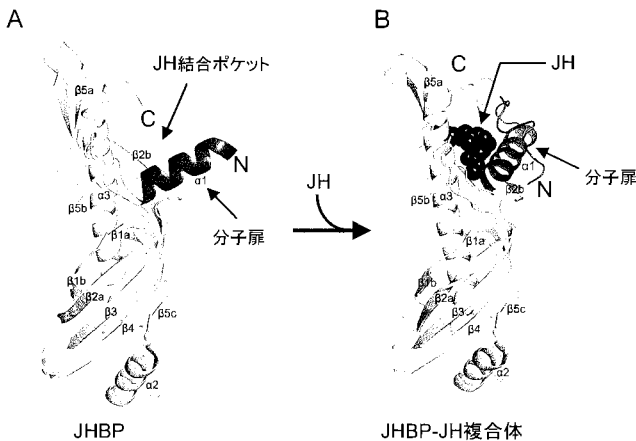 A
JH結合ポケット
β5a
C
β2b
N
α1
α3
β5b
分子扉
β1a
β1b
β2a
β3
β4
β5c
α2
JHBP
JH
B
C
JH
β5a
α1
分子扉
α3
β2b
N
β5b
β1a
β1b
β2a
β3
β4
β5c
α2
JHBP-JH複合体